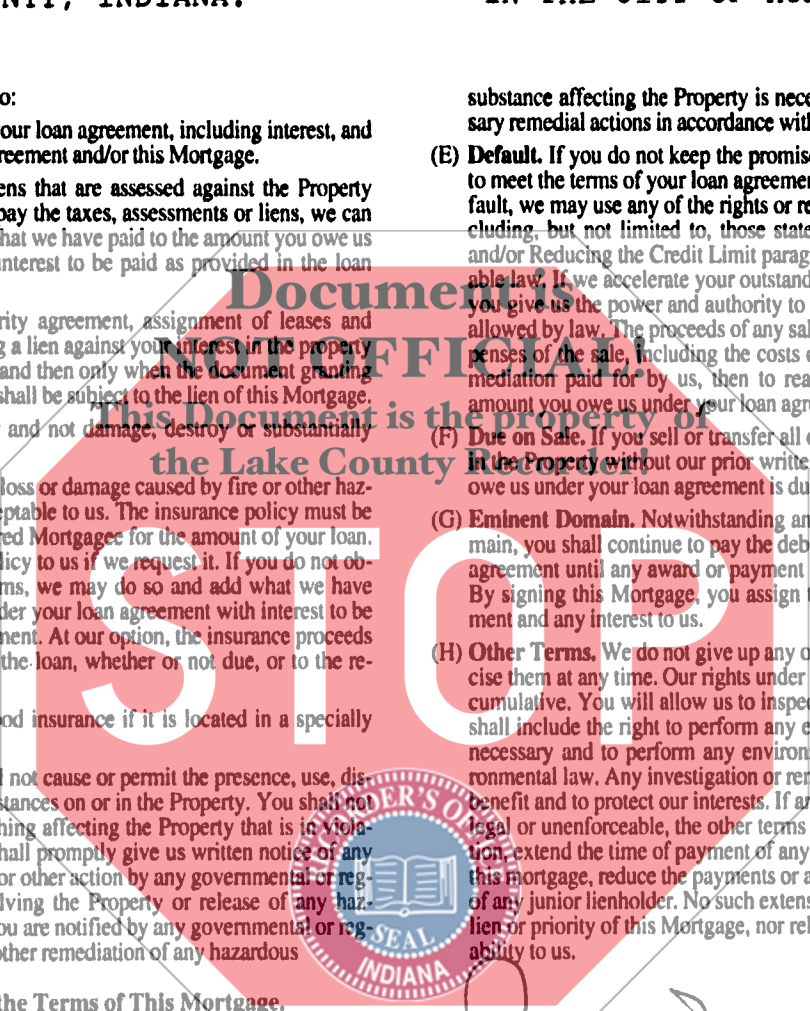 NTY, INDIANA.
IN THE CITY OF
o:
our loan agreement, including interest, and
reement and/or this Mortgage.
ens that are assessed against the Property
pay the taxes, assessments or liens, we can
hat we have paid to the amount you owe us
interest to be paid as provided in the loan
rity agreement, assignment of leases and
g a lien against your interest in the property
and then only when the document granting
shall be subject to the lien of this Mortgage.
and not damage, destroy or substantially
loss or damage caused by fire or other haz-
eptable to us. The insurance policy must be
red Mortgagee for the amount of your loan.
licy to us if we request it. If you do not ob-
ms, we may do so and add what we have
der your loan agreement with interest to be
ment. At our option, the insurance proceeds
the loan, whether or not due, or to the re-
od insurance if it is located in a specially
not cause or permit the presence, use, dis-
stances on or in the Property. You shall not
hing affecting the Property that is in viola-
hall promptly give us written notice of any
or other action by any governmental or reg-
lving the Property or release of any haz-
ou are notified by any governmental or reg-
other remediation of any hazardous
the Terms of This Mortgage.
substance affecting the Property is nece
sary remedial actions in accordance with
(E) Default. If you do not keep the promise
to meet the terms of your loan agreemen
fault, we may use any of the rights or re
cluding, but not limited to, those state
and/or Reducing the Credit Limit parag
able law. If we accelerate your outstand
you give us the power and authority to
allowed by law. The proceeds of any sal
penses of the sale, including the costs o
mediation paid for by us, then to rea
amount you owe us under your loan agre
(F) Due on Sale. If you sell or transfer all o
in the Property without our prior writte
owe us under your loan agreement is du
(G) Eminent Domain. Notwithstanding an
main, you shall continue to pay the deb
agreement until any award or payment
By signing this Mortgage, you assign t
ment and any interest to us.
(H) Other Terms. We do not give up any o
cise them at any time. Our rights under
cumulative. You will allow us to inspec
shall include the right to perform any e
necessary and to perform any environ
ronmental law. Any investigation or rem
benefit and to protect our interests. If an
legal or unenforceable, the other terms
tion, extend the time of payment of any
this mortgage, reduce the payments or a
of any junior lienholder. No such extens
lien or priority of this Mortgage, nor rel
ability to us.
Document is
NOT OFFICIAL!
This Document is the property of
the Lake County Recorder!
STOP
SEAL
INDIANA